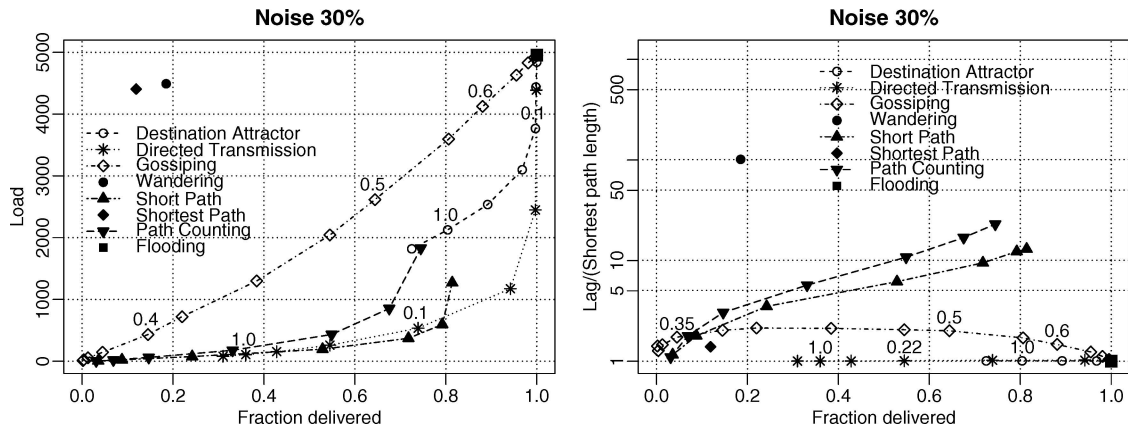 Noise 30%
Load
5000
4000
3000
2000
1000
0
Destination Attractor
Directed Transmission
Gossiping
Wandering
Short Path
Shortest Path
Path Counting
Flooding
0.6
0.1
0.5
1.0
0.4
1.0
0.1
0.0 0.2 0.4 0.6 0.8 1.0
Fraction delivered
Noise 30%
Lag/(Shortest path length)
500
50
10
5
1
Destination Attractor
Directed Transmission
Gossiping
Wandering
Short Path
Shortest Path
Path Counting
Flooding
0.35
0.5
0.6
1.0
0.22
1.0
0.0 0.2 0.4 0.6 0.8 1.0
Fraction delivered